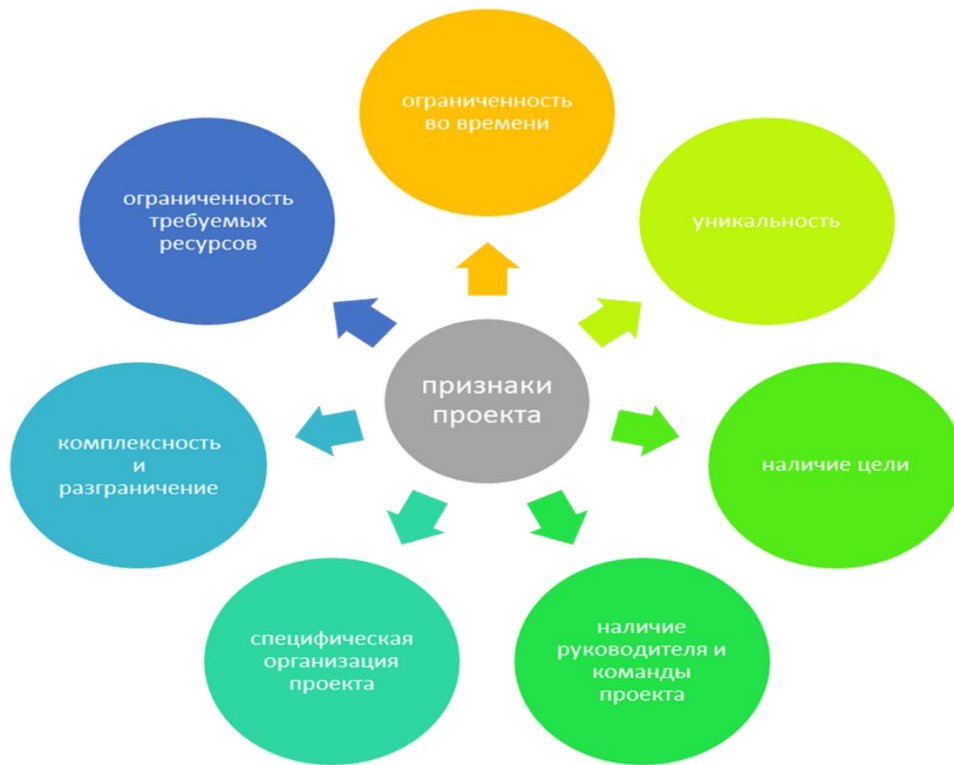 ограниченность
во времени
уникальность
наличие цели
наличие
руководителя и
команды
проекта
специфическая
организация
проекта
комплексность
и
разграничение
ограниченность
требуемых
ресурсов
признаки
проекта